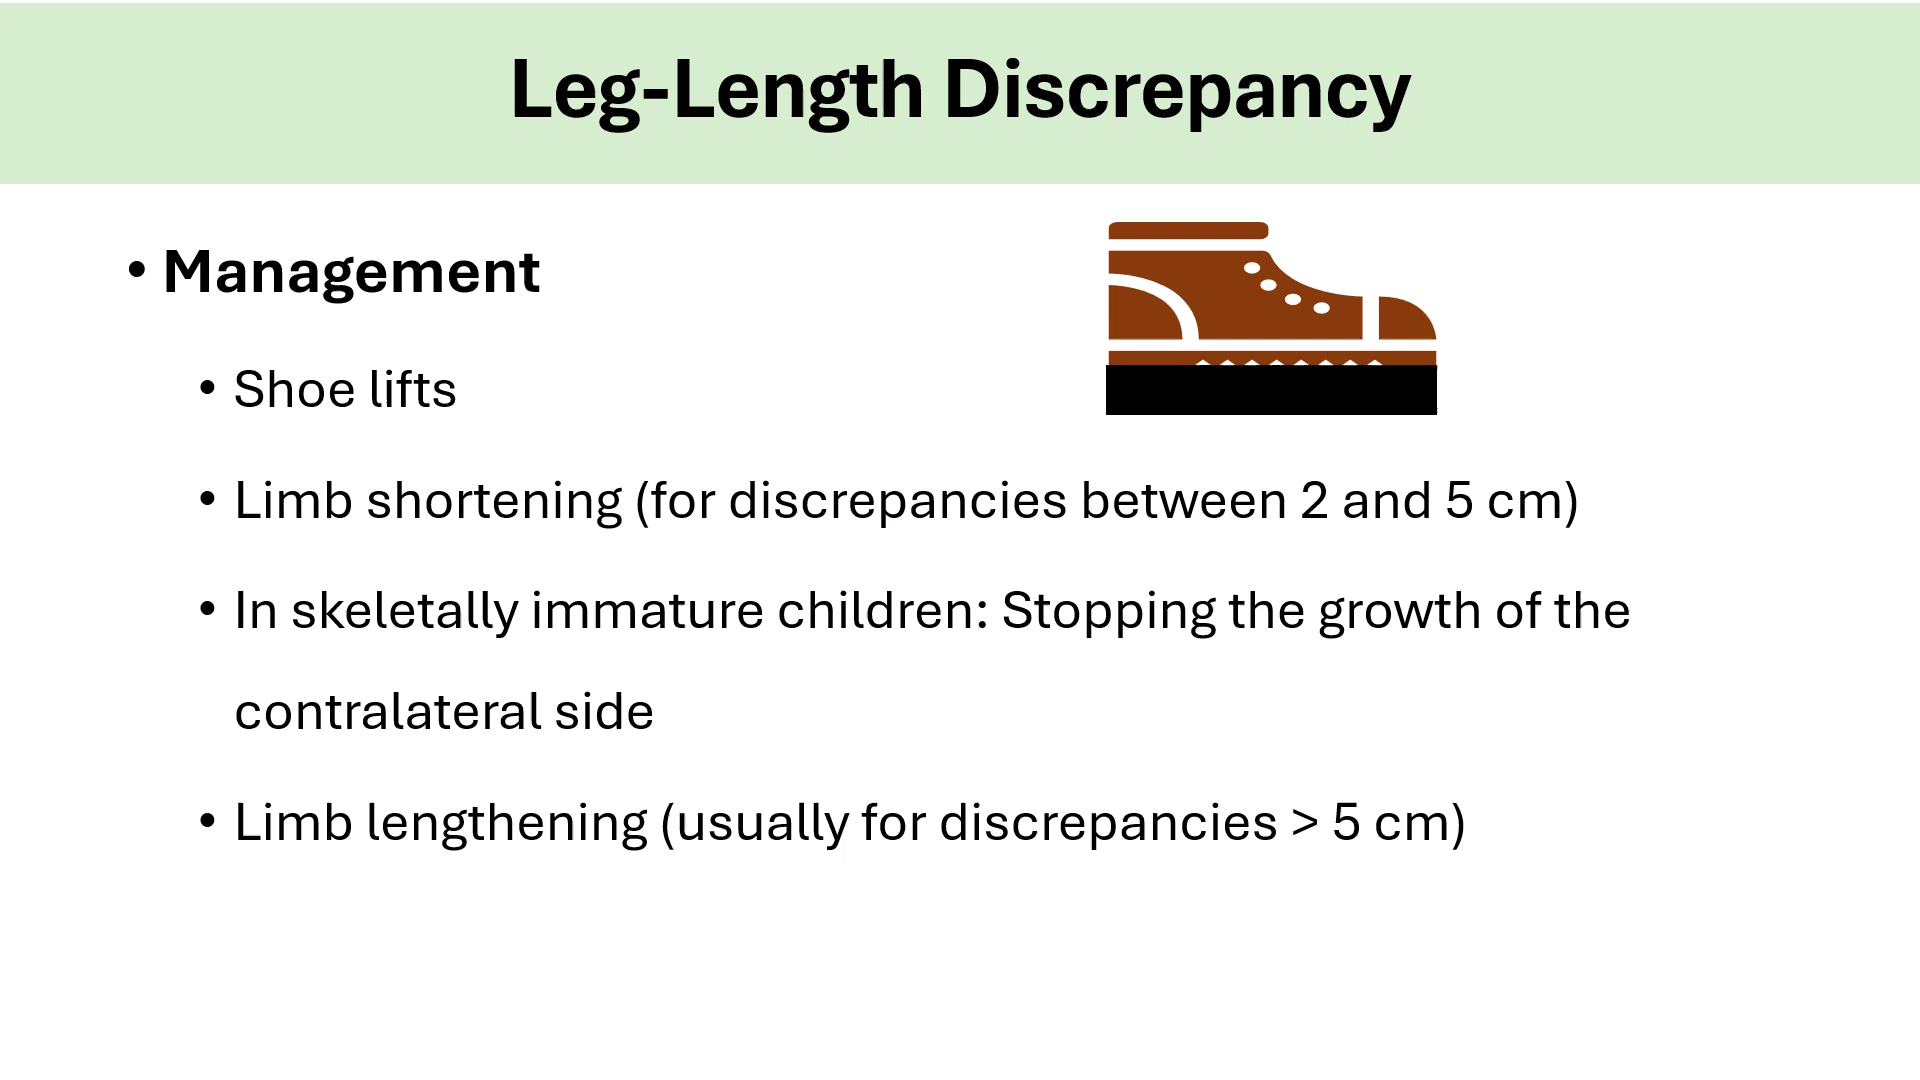 Leg-Length Discrepancy
• Management
• Shoe lifts
• Limb shortening (for discrepancies between 2 and 5 cm)
• In skeletally immature children: Stopping the growth of the
contralateral side
• Limb lengthening (usually for discrepancies > 5 cm)